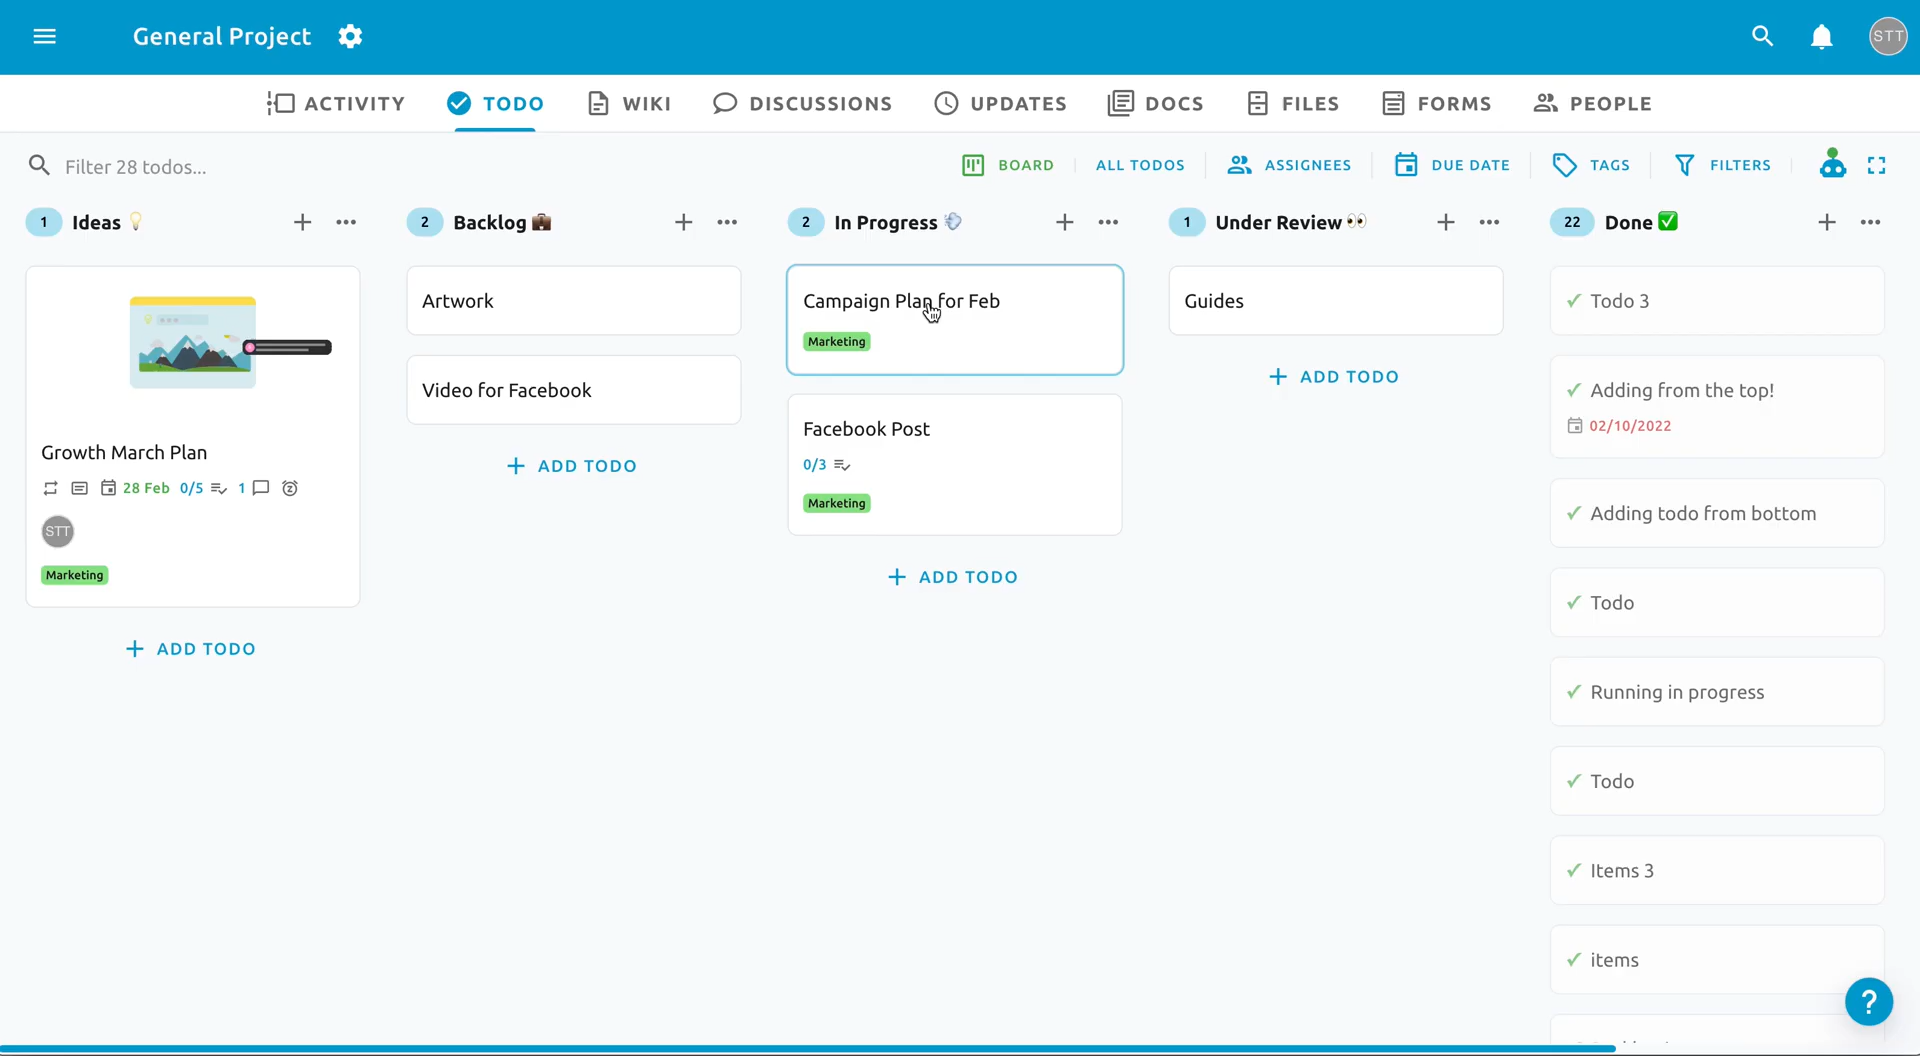 General Project
STT
ACTIVITY
TODO
WIKI
DISCUSSIONS
UPDATES
DOCS
FILES
FORMS
PEOPLE
Filter 28 todos...
BOARD
ALL TODOS
ASSIGNEES
DUE DATE
TAGS
FILTERS
1 Ideas
Growth March Plan
28 Feb 0/5 1
STT
Marketing
ADD TODO
2 Backlog
Artwork
Video for Facebook
ADD TODO
2 In Progress
Campaign Plan for Feb
Marketing
Facebook Post
0/3
Marketing
ADD TODO
1 Under Review
Guides
ADD TODO
22 Done
Todo 3
Adding from the top!
02/10/2022
Adding todo from bottom
Todo
Running in progress
Todo
Items 3
items
?